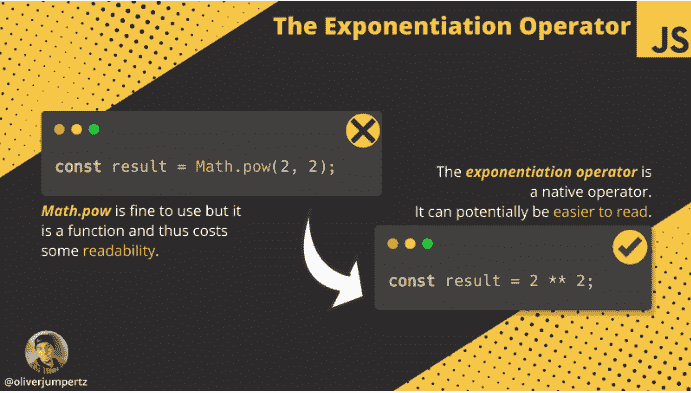 The Exponentiation Operator
JS
const result = Math.pow(2, 2);
Math.pow is fine to use but it
is a function and thus costs
some readability.
The exponentiation operator is
a native operator.
It can potentially be easier to read.
const result = 2 ** 2;
@oliverjumpertz